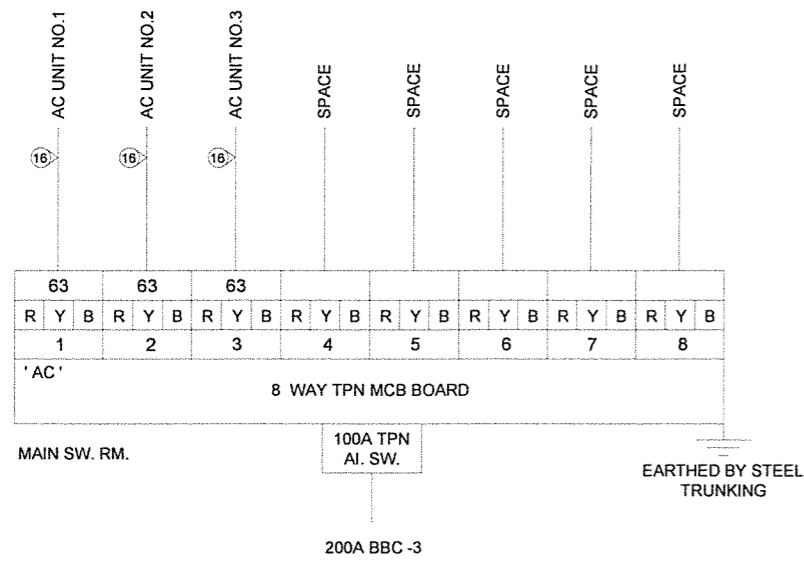 AC UNIT NO.1
AC UNIT NO.2
AC UNIT NO.3
SPACE
SPACE
SPACE
SPACE
SPACE
16
16
16
63 63 63
R Y B R Y B R Y B R Y B R Y B R Y B R Y B R Y B
1 2 3 4 5 6 7 8
' AC '
8 WAY TPN MCB BOARD
MAIN SW. RM.
100A TPN
AI. SW.
EARTHED BY STEEL
TRUNKING
200A BBC -3